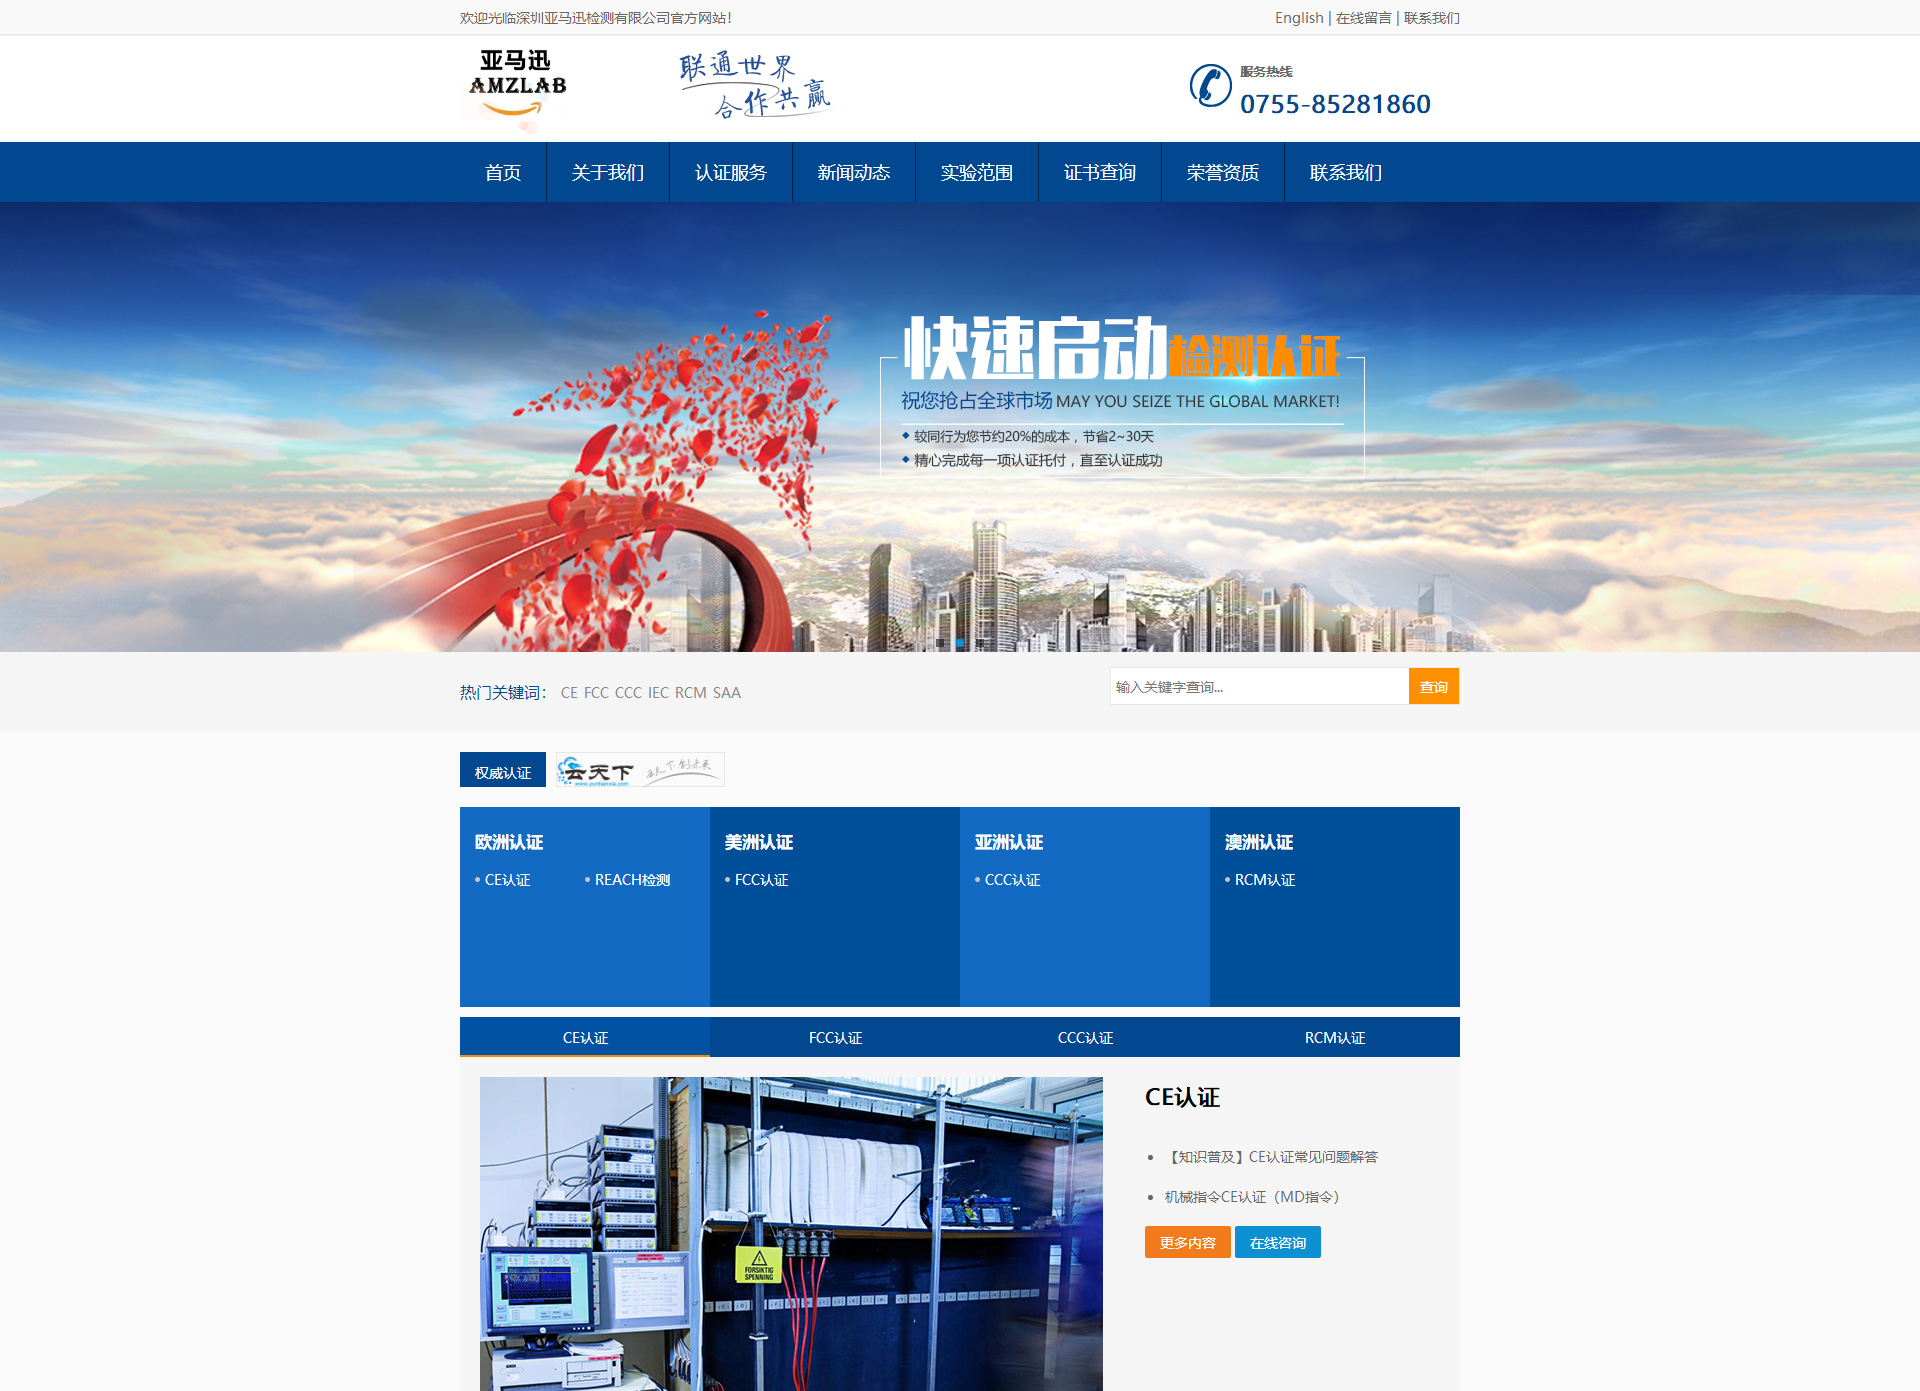 欢迎光临深圳亚马迅检测有限公司官方网站!
English | 在线留言 | 联系我们
亚马迅
AMZLAB
联通世界
合作共赢
服务热线
0755-85281860
首页
关于我们
认证服务
新闻动态
实验范围
证书查询
荣誉资质
联系我们
快速启动检测认证
祝您抢占全球市场 MAY YOU SEIZE THE GLOBAL MARKET!
较同行为您节约20%的成本，节省2~30天
精心完成每一项认证托付，直至认证成功
热门关键词： CE FCC CCC IEC RCM SAA
输入关键字查询...
查询
权威认证
云天下
www.yuntianxia.com
云天下创未来
欧洲认证
CE认证
REACH检测
美洲认证
FCC认证
亚洲认证
CCC认证
澳洲认证
RCM认证
CE认证
FCC认证
CCC认证
RCM认证
FORSIKTIG
SPENNING
CE认证
【知识普及】CE认证常见问题解答
机械指令CE认证（MD指令）
更多内容
在线咨询